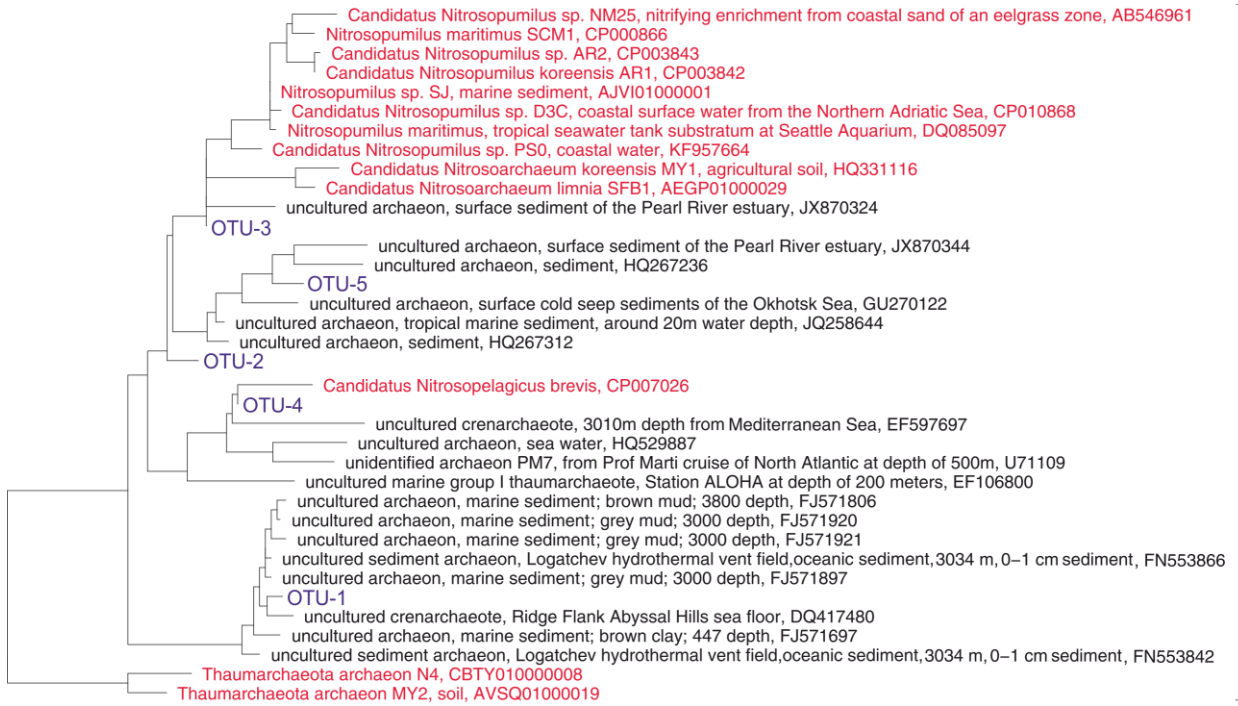 Candidatus Nitrosopumilus sp. NM25, nitrifying enrichment from coastal sand of an eelgrass zone, AB546961
Nitrosopumilus maritimus SCM1, CP000866
Candidatus Nitrosopumilus sp. AR2, CP003843
Candidatus Nitrosopumilus koreensis AR1, CP003842
Nitrosopumilus sp. SJ, marine sediment, AJVI01000001
Candidatus Nitrosopumilus sp. D3C, coastal surface water from the Northern Adriatic Sea, CP010868
Nitrosopumilus maritimus, tropical seawater tank substratum at Seattle Aquarium, DQ085097
Candidatus Nitrosopumilus sp. PS0, coastal water, KF957664
Candidatus Nitrosoarchaeum koreensis MY1, agricultural soil, HQ331116
Candidatus Nitrosoarchaeum limnia SFB1, AEGP01000029
uncultured archaeon, surface sediment of the Pearl River estuary, JX870324
OTU-3
uncultured archaeon, surface sediment of the Pearl River estuary, JX870344
uncultured archaeon, sediment, HQ267236
OTU-5
uncultured archaeon, surface cold seep sediments of the Okhotsk Sea, GU270122
uncultured archaeon, tropical marine sediment, around 20m water depth, JQ258644
uncultured archaeon, sediment, HQ267312
OTU-2
Candidatus Nitrosopelagicus brevis, CP007026
OTU-4
uncultured crenarchaeote, 3010m depth from Mediterranean Sea, EF597697
uncultured archaeon, sea water, HQ529887
unidentified archaeon PM7, from Prof Marti cruise of North Atlantic at depth of 500m, U71109
uncultured marine group I thaumarchaeote, Station ALOHA at depth of 200 meters, EF106800
uncultured archaeon, marine sediment; brown mud; 3800 depth, FJ571806
uncultured archaeon, marine sediment; grey mud; 3000 depth, FJ571920
uncultured archaeon, marine sediment; grey mud; 3000 depth, FJ571921
uncultured sediment archaeon, Logatchev hydrothermal vent field,oceanic sediment,3034 m, 0–1 cm sediment, FN553866
uncultured archaeon, marine sediment; grey mud; 3000 depth, FJ571897
OTU-1
uncultured crenarchaeote, Ridge Flank Abyssal Hills sea floor, DQ417480
uncultured archaeon, marine sediment; brown clay; 447 depth, FJ571697
uncultured sediment archaeon, Logatchev hydrothermal vent field,oceanic sediment,3034 m, 0–1 cm sediment, FN553842
Thaumarchaeota archaeon N4, CBTY010000008
Thaumarchaeota archaeon MY2, soil, AVSQ01000019